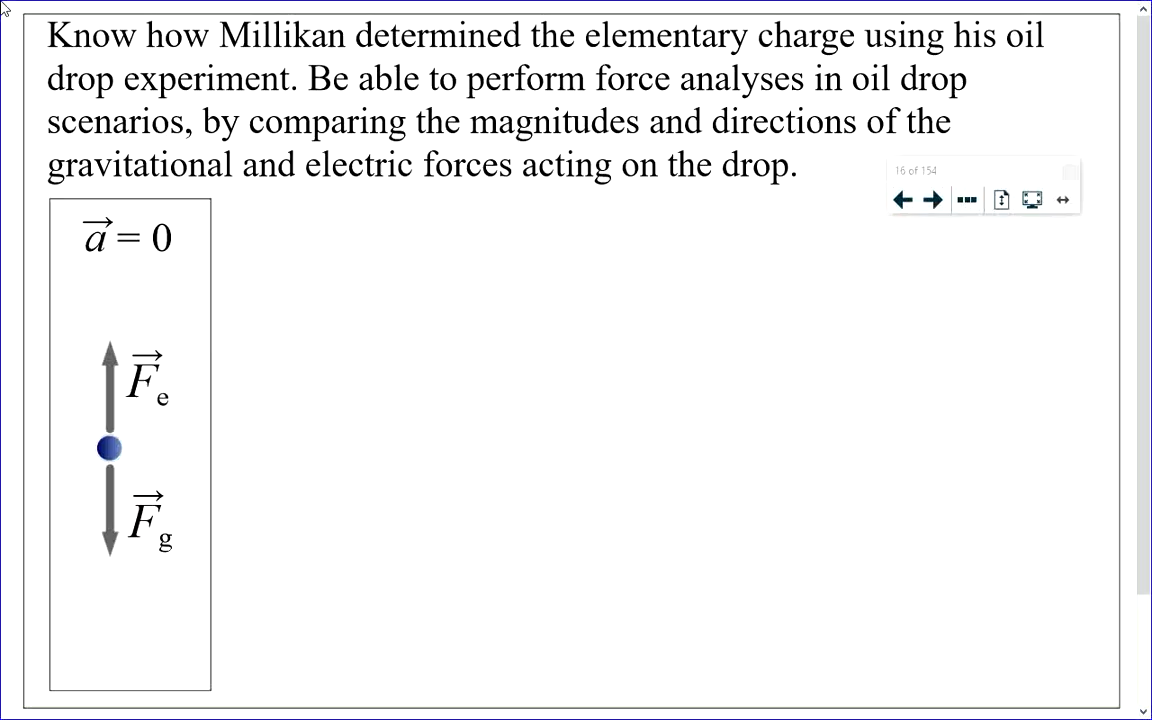 Know how Millikan determined the elementary charge using his oil
drop experiment. Be able to perform force analyses in oil drop
scenarios, by comparing the magnitudes and directions of the
gravitational and electric forces acting on the drop.
16 of 154
a⃗ = 0
F⃗e
F⃗g